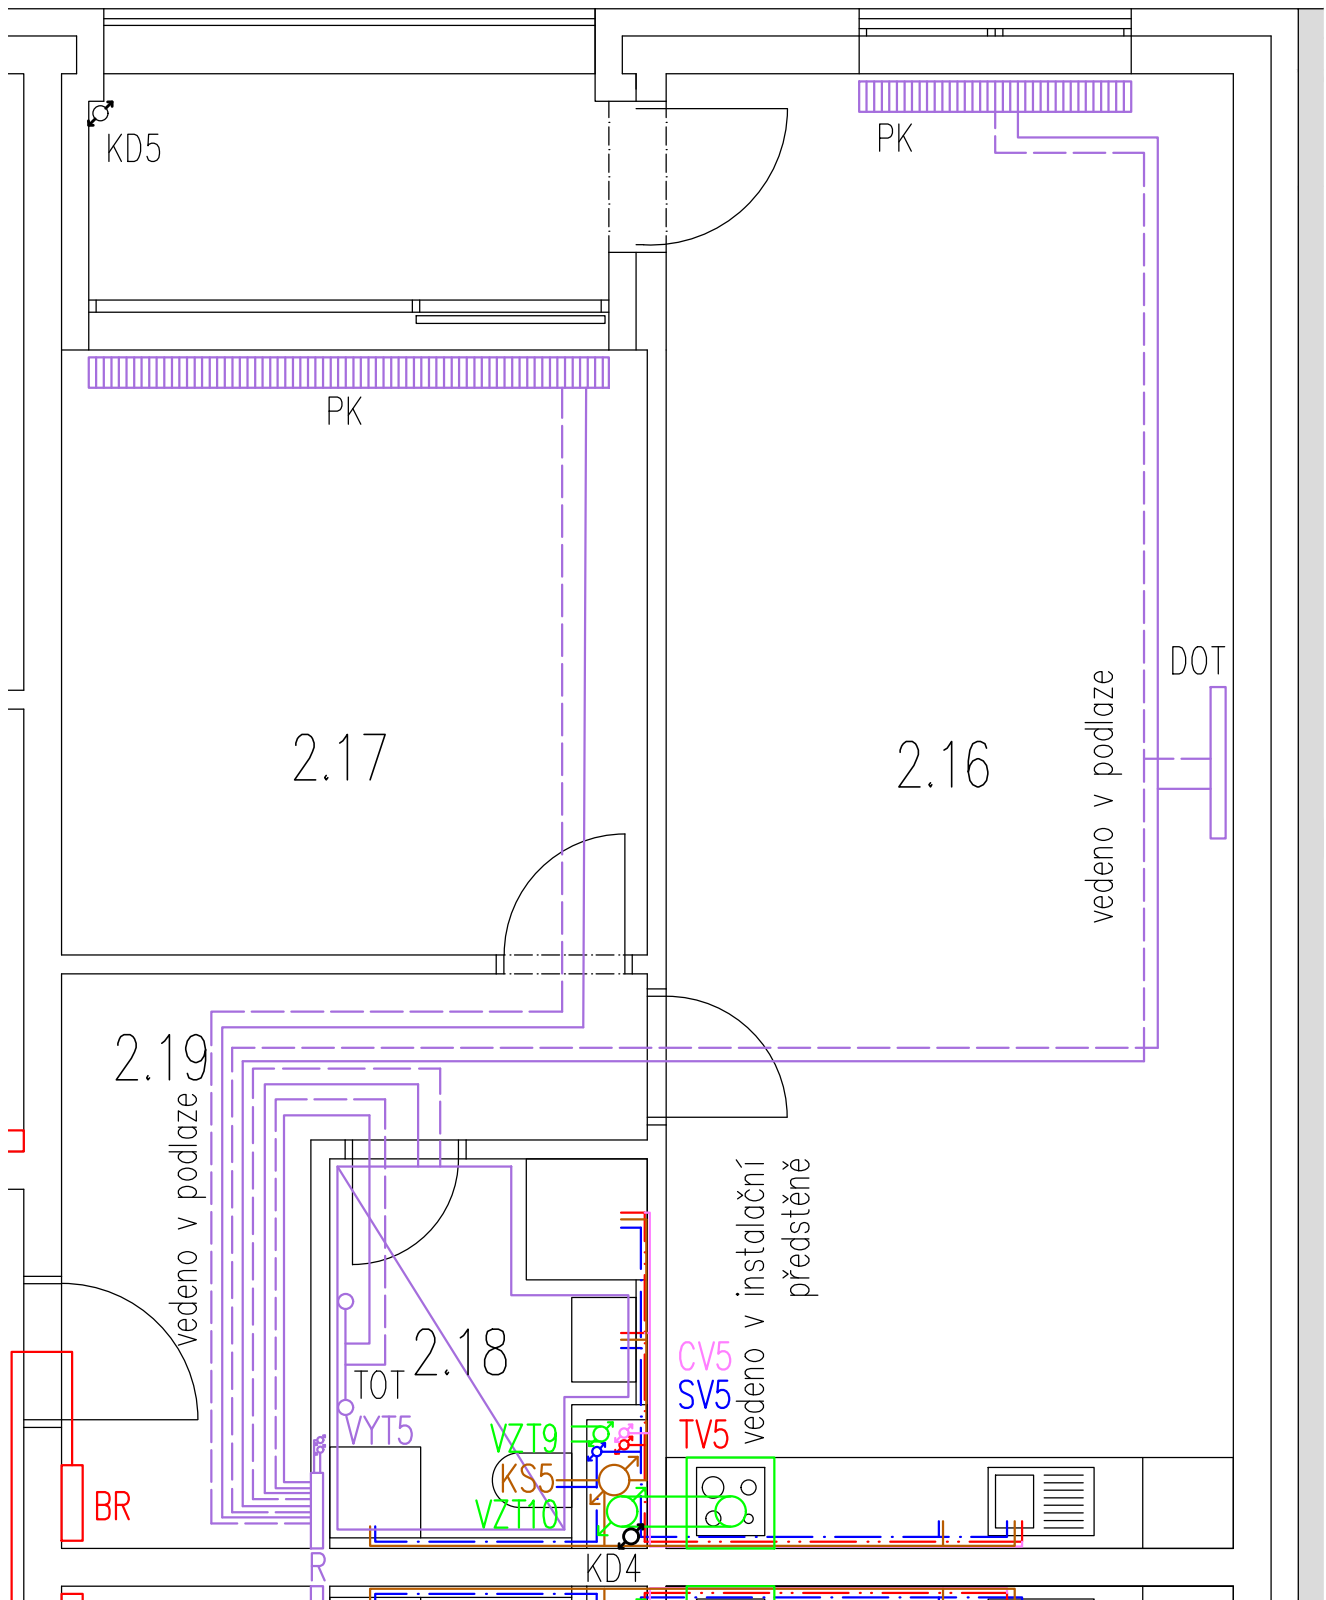 KD5
PK
PK
DOT
vedeno v podlaze
2.17
2.16
2.19
vedeno v podlaze
vedeno v instalační
předstěně
2.18
TOT
VYT5
CV5
SV5
TV5
VZT9
KS5
VZT10
BR
R
KD4